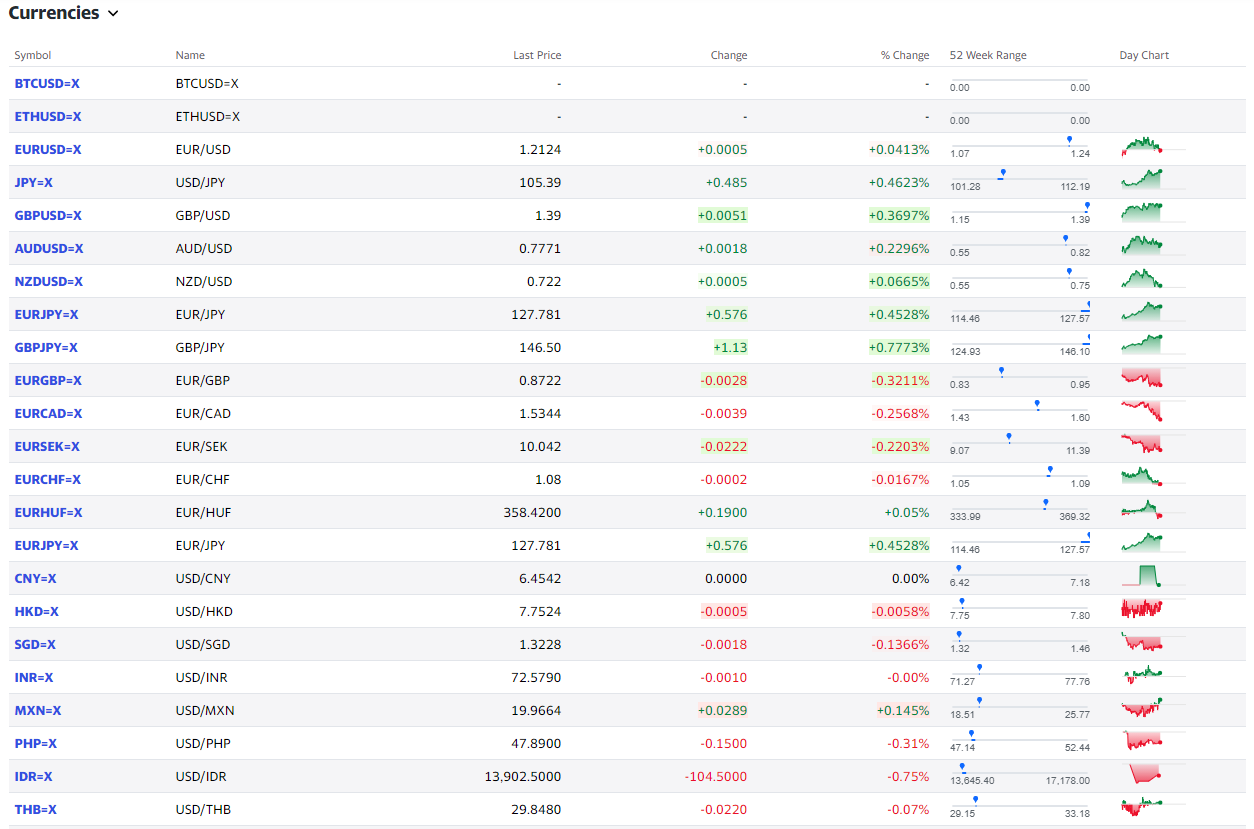 Currencies
Symbol Name Last Price Change % Change 52 Week Range Day Chart
BTCUSD=X BTCUSD=X - - - 0.00 0.00
ETHUSD=X ETHUSD=X - - - 0.00 0.00
EURUSD=X EUR/USD 1.2124 +0.0005 +0.0413% 1.07 1.24
JPY=X USD/JPY 105.39 +0.485 +0.4623% 101.28 112.19
GBPUSD=X GBP/USD 1.39 +0.0051 +0.3697% 1.15 1.39
AUDUSD=X AUD/USD 0.7771 +0.0018 +0.2296% 0.55 0.82
NZDUSD=X NZD/USD 0.722 +0.0005 +0.0665% 0.55 0.75
EURJPY=X EUR/JPY 127.781 +0.576 +0.4528% 114.46 127.57
GBPJPY=X GBP/JPY 146.50 +1.13 +0.7773% 124.93 146.10
EURGBP=X EUR/GBP 0.8722 -0.0028 -0.3211% 0.83 0.95
EURCAD=X EUR/CAD 1.5344 -0.0039 -0.2568% 1.43 1.60
EURSEK=X EUR/SEK 10.042 -0.0222 -0.2203% 9.07 11.39
EURCHF=X EUR/CHF 1.08 -0.0002 -0.0167% 1.05 1.09
EURHUF=X EUR/HUF 358.4200 +0.1900 +0.05% 333.99 369.32
EURJPY=X EUR/JPY 127.781 +0.576 +0.4528% 114.46 127.57
CNY=X USD/CNY 6.4542 0.0000 0.00% 6.42 7.18
HKD=X USD/HKD 7.7524 -0.0005 -0.0058% 7.75 7.80
SGD=X USD/SGD 1.3228 -0.0018 -0.1366% 1.32 1.46
INR=X USD/INR 72.5790 -0.0010 -0.00% 71.27 77.76
MXN=X USD/MXN 19.9664 +0.0289 +0.145% 18.51 25.77
PHP=X USD/PHP 47.8900 -0.1500 -0.31% 47.14 52.44
IDR=X USD/IDR 13,902.5000 -104.5000 -0.75% 13,645.40 17,178.00
THB=X USD/THB 29.8480 -0.0220 -0.07% 29.15 33.18